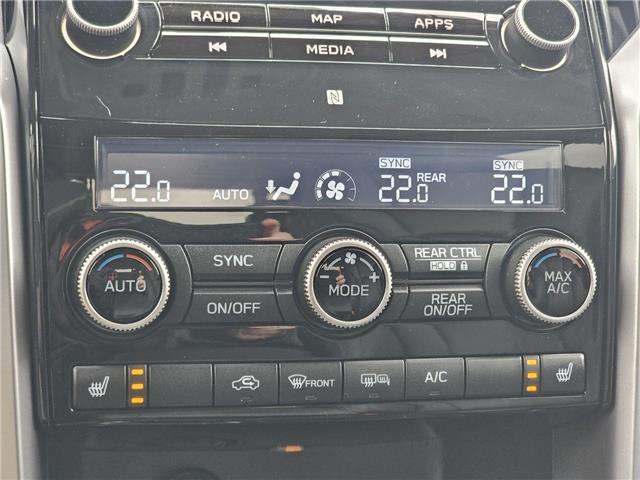 RADIO MAP APPS
MEDIA
N
SYNC SYNC
22.0 AUTO 22.0 REAR 22.0
SYNC REAR CTRL
HOLD
AUTO MODE MAX A/C
ON/OFF REAR ON/OFF
FRONT A/C